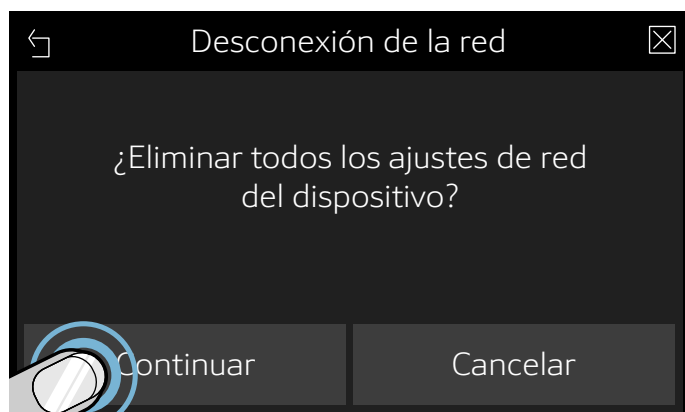 Desconexión de la red
¿Eliminar todos los ajustes de red
del dispositivo?
Continuar
Cancelar